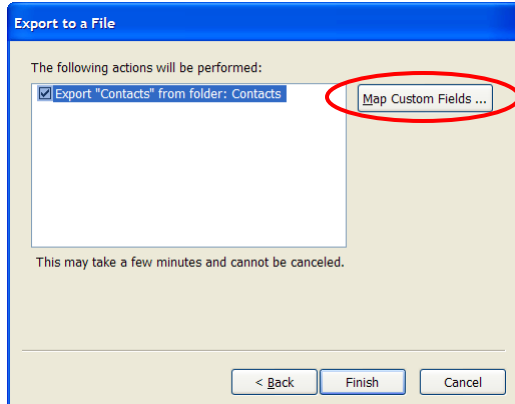 Export to a File
The following actions will be performed:
Export "Contacts" from folder: Contacts
Map Custom Fields ...
This may take a few minutes and cannot be canceled.
< Back
Finish
Cancel